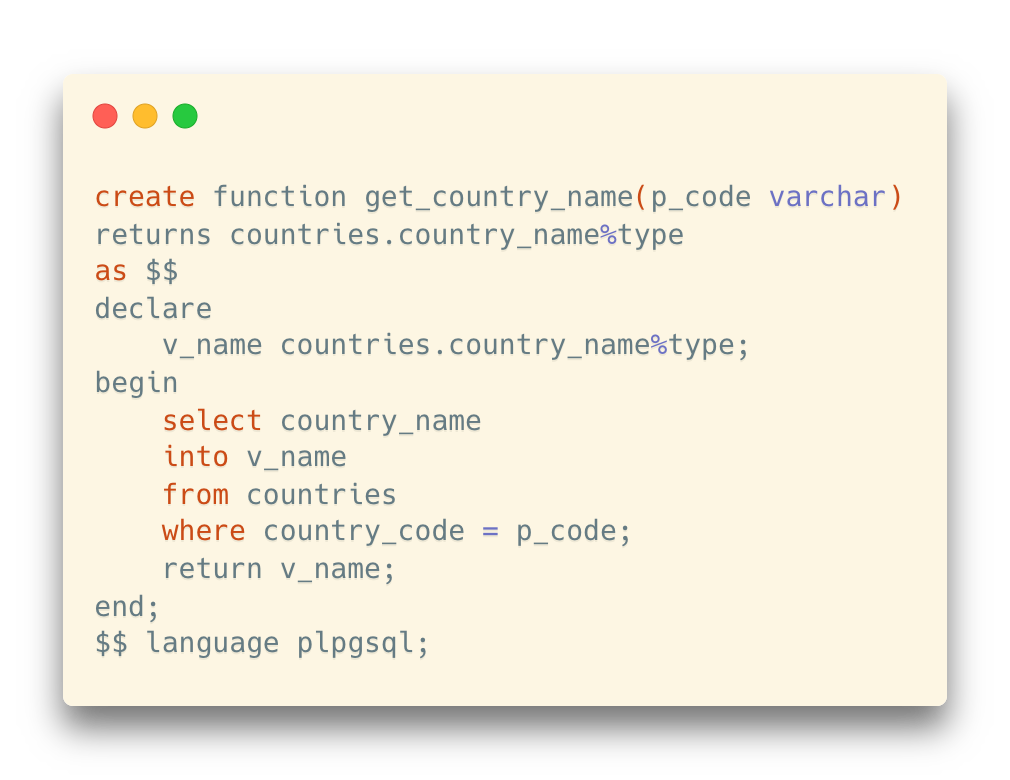 create function get_country_name(p_code varchar)
returns countries.country_name%type
as $$
declare
    v_name countries.country_name%type;
begin
    select country_name
    into v_name
    from countries
    where country_code = p_code;
    return v_name;
end;
$$ language plpgsql;